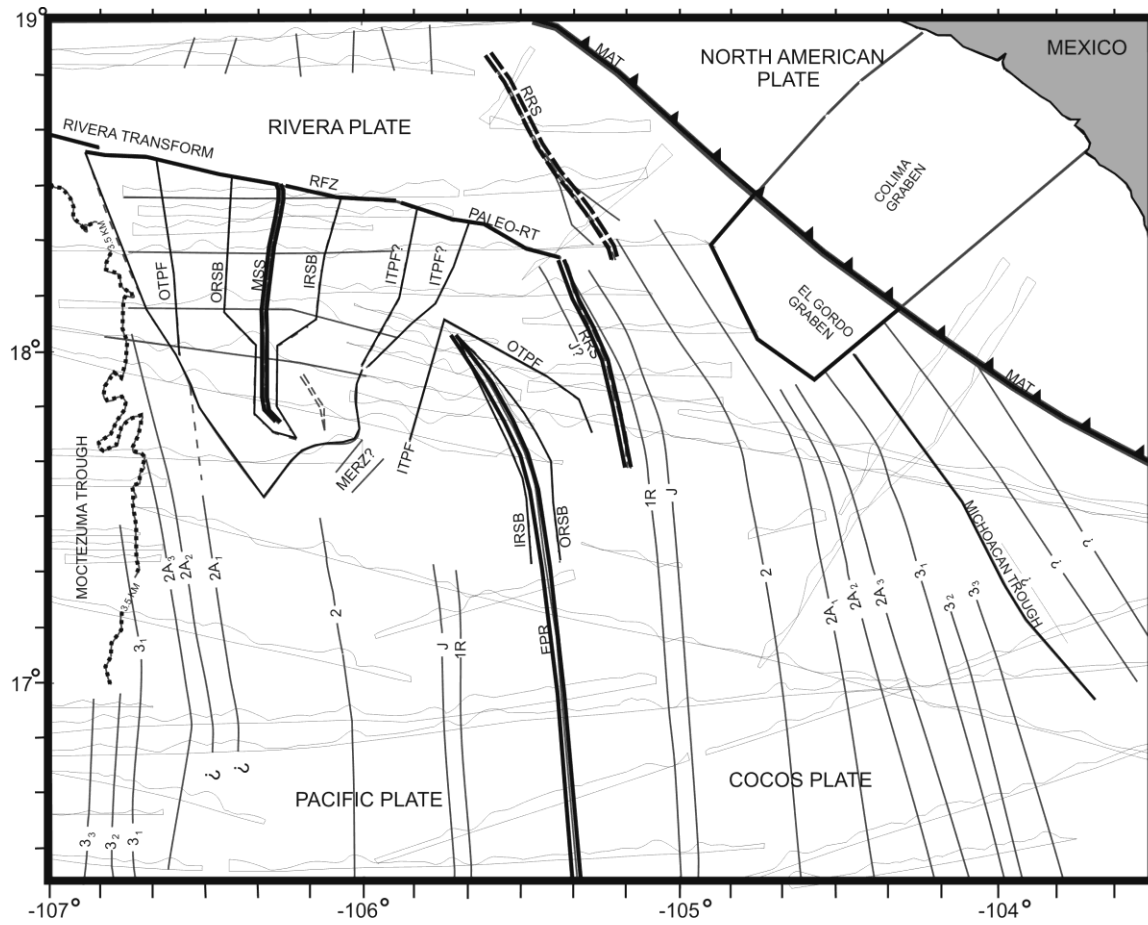 19°
MAT
NORTH AMERICAN
PLATE
MEXICO
RRS
RIVERA PLATE
RIVERA TRANSFORM
RFZ
COLIMA
GRABEN
PALEO-RT
3.5 KM
OTPF
ORSB
MSS
IRSB
ITPF?
ITPF?
EL GORDO
GRABEN
18°
RRS
J?
OTPF
MAT
MERZ?
ITPF
MOCTEZUMA TROUGH
IRSB
ORSB
1R
J
MICHOACAN TROUGH
?
?
?
2A₃
2A₂
2A₁
3.5 KM
3₁
2
J
1R
EPR
2
2A₁
2A₂
2A₃
3₁
3₂
3₃
17°
?
?
PACIFIC PLATE
COCOS PLATE
3₃
3₂
3₁
-107°
-106°
-105°
-104°